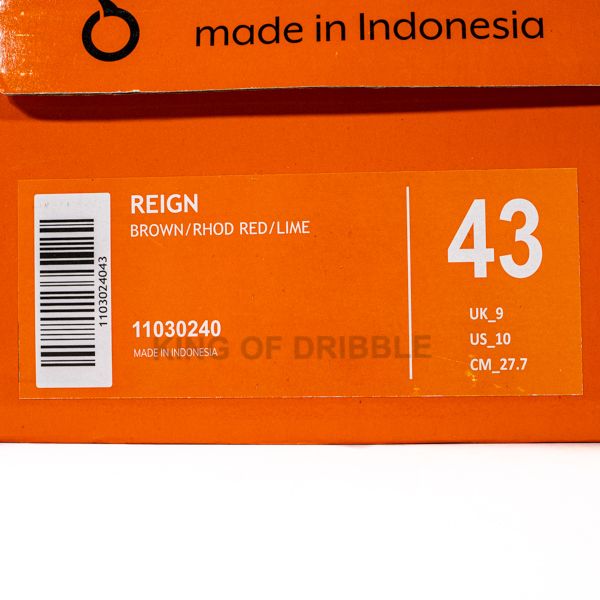 made in Indonesia
REIGN
BROWN/RHOD RED/LIME
1103024043
11030240
MADE IN INDONESIA
KING OF DRIBBLE
43
UK_9
US_10
CM_27.7